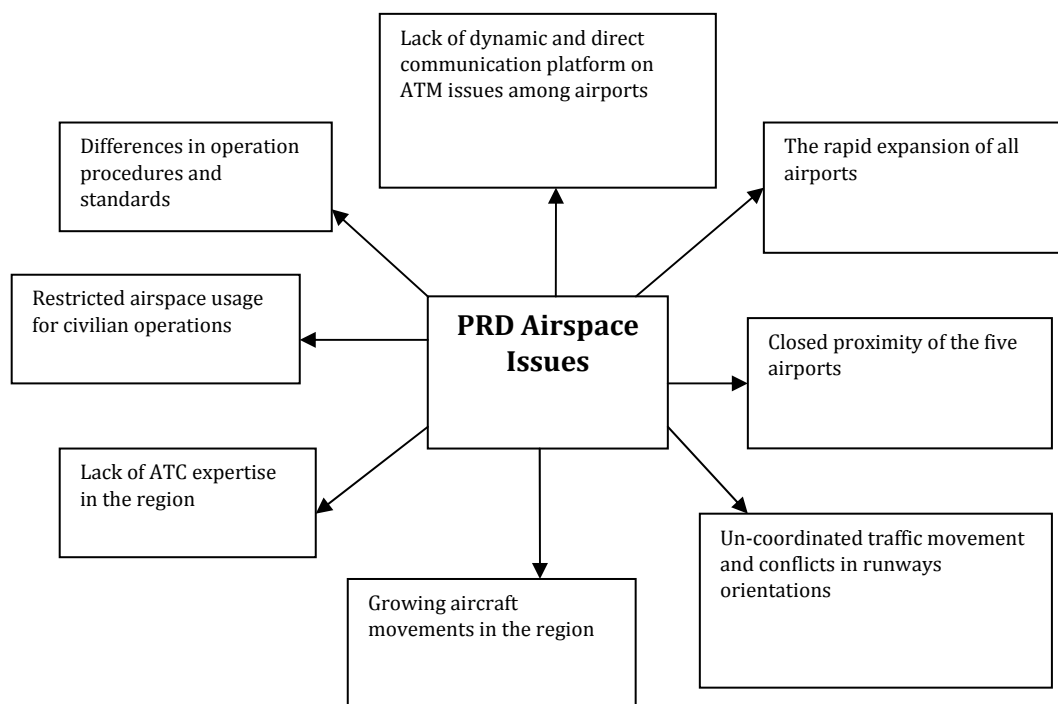 Lack of dynamic and direct
communication platform on
ATM issues among airports
Differences in operation
procedures and
standards
The rapid expansion of all
airports
Restricted airspace usage
for civilian operations
PRD Airspace
Issues
Closed proximity of the five
airports
Lack of ATC expertise
in the region
Un-coordinated traffic movement
and conflicts in runways
orientations
Growing aircraft
movements in the region